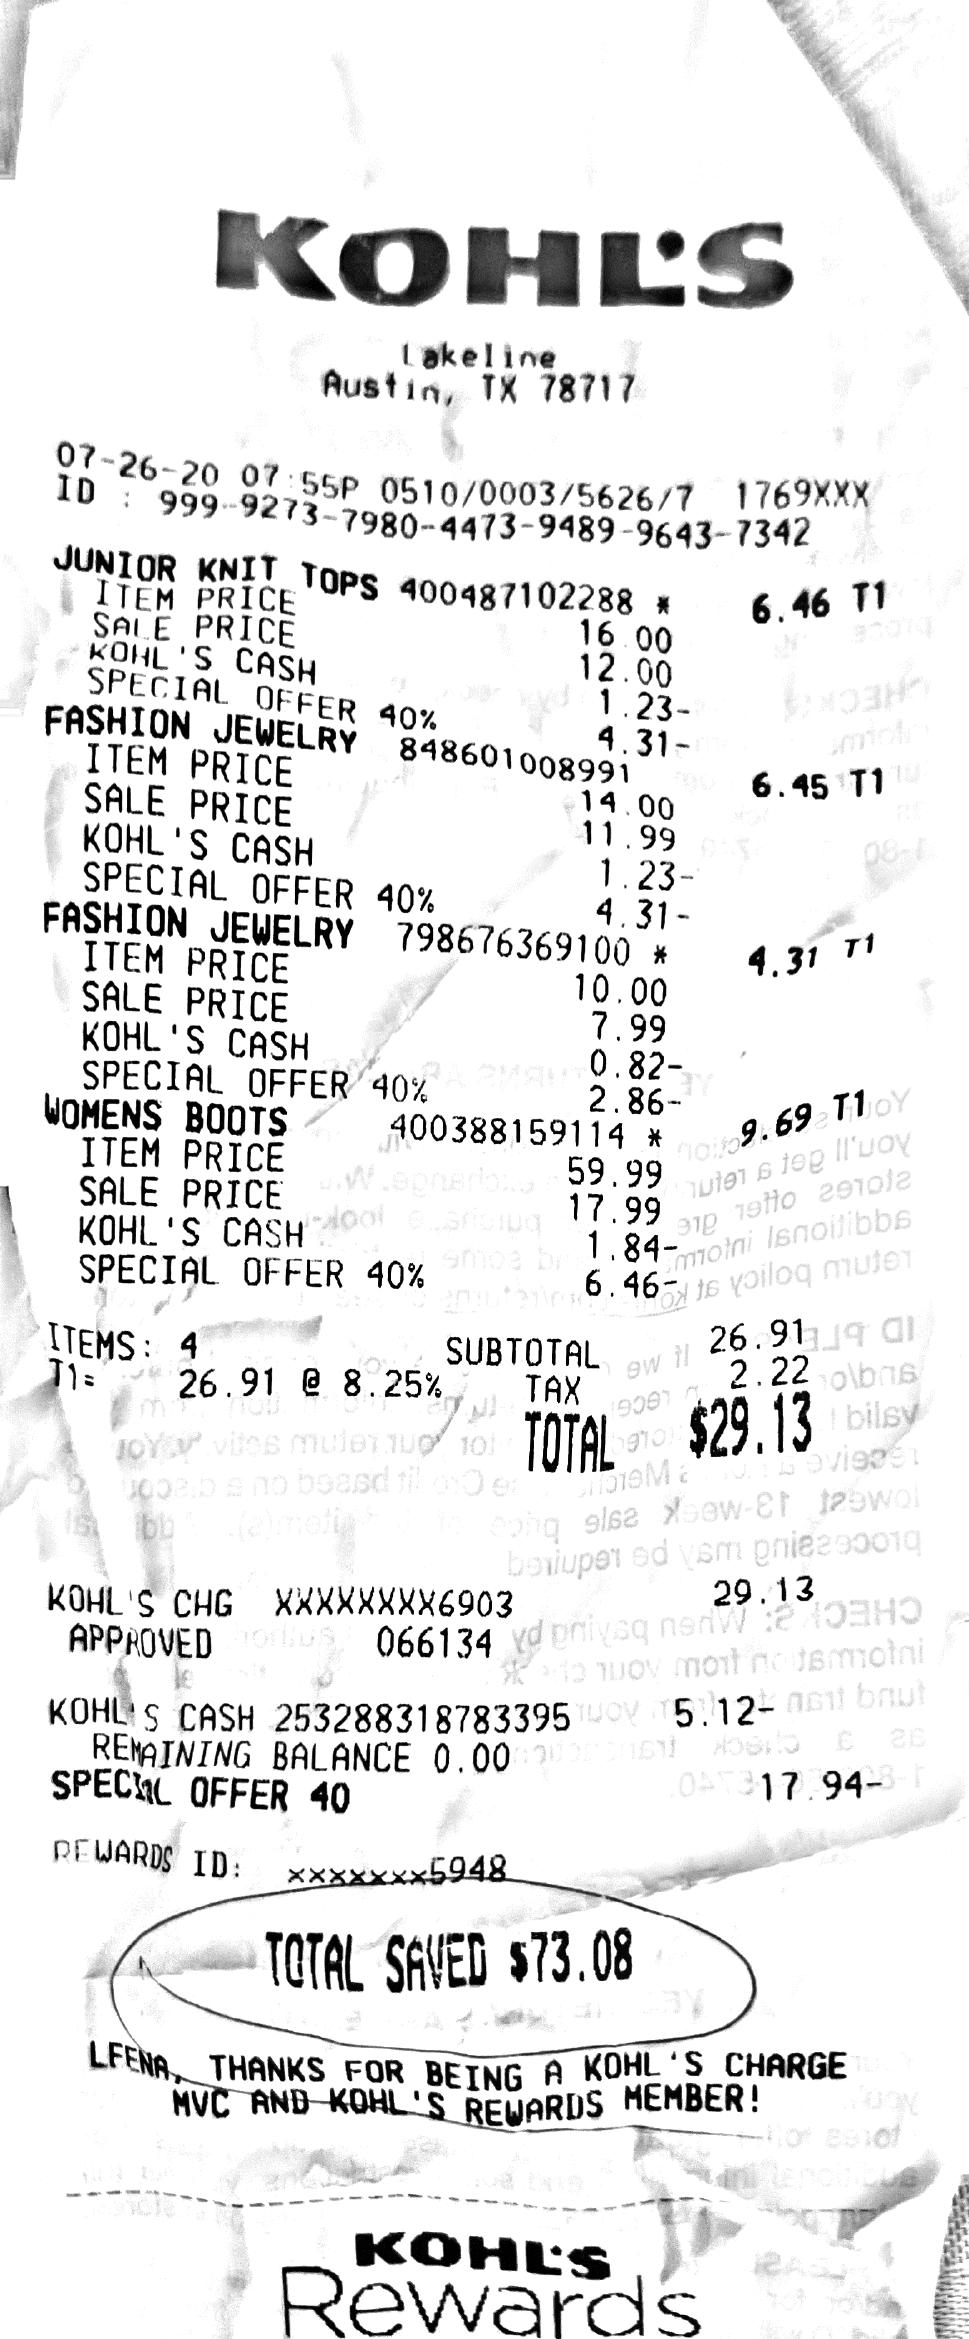 KOHL'S
Lakeline
Austin, TX 78717
07-26-20 07:55P 0510/0003/5626/7 1769XXX
ID : 999-9273-7980-4473-9489-9643-7342
JUNIOR KNIT TOPS 400487102288 * 6.46 T1
ITEM PRICE 16.00
SALE PRICE 12.00
KOHL'S CASH 1.23-
SPECIAL OFFER 40% 4.31-
FASHION JEWELRY 848601008991 6.45 T1
ITEM PRICE 14.00
SALE PRICE 11.99
KOHL'S CASH 1.23-
SPECIAL OFFER 40% 4.31-
FASHION JEWELRY 798676369100 * 4.31 T1
ITEM PRICE 10.00
SALE PRICE 7.99
KOHL'S CASH 0.82-
SPECIAL OFFER 40% 2.86-
WOMENS BOOTS 400388159114 * 9.69 T1
ITEM PRICE 59.99
SALE PRICE 17.99
KOHL'S CASH 1.84-
SPECIAL OFFER 40% 6.46-
ITEMS: 4 SUBTOTAL 26.91
T1= 26.91 @ 8.25% TAX 2.22
TOTAL $29.13
KOHL'S CHG XXXXXXXX6903 29.13
APPROVED 066134
KOHL'S CASH 253288318783395 5.12-
REMAINING BALANCE 0.00
SPECIAL OFFER 40 17.94-
REWARDS ID: xxxxxxx5948
TOTAL SAVED $73.08
LEENA, THANKS FOR BEING A KOHL'S CHARGE
MVC AND KOHL'S REWARDS MEMBER!
KOHL'S
Rewards